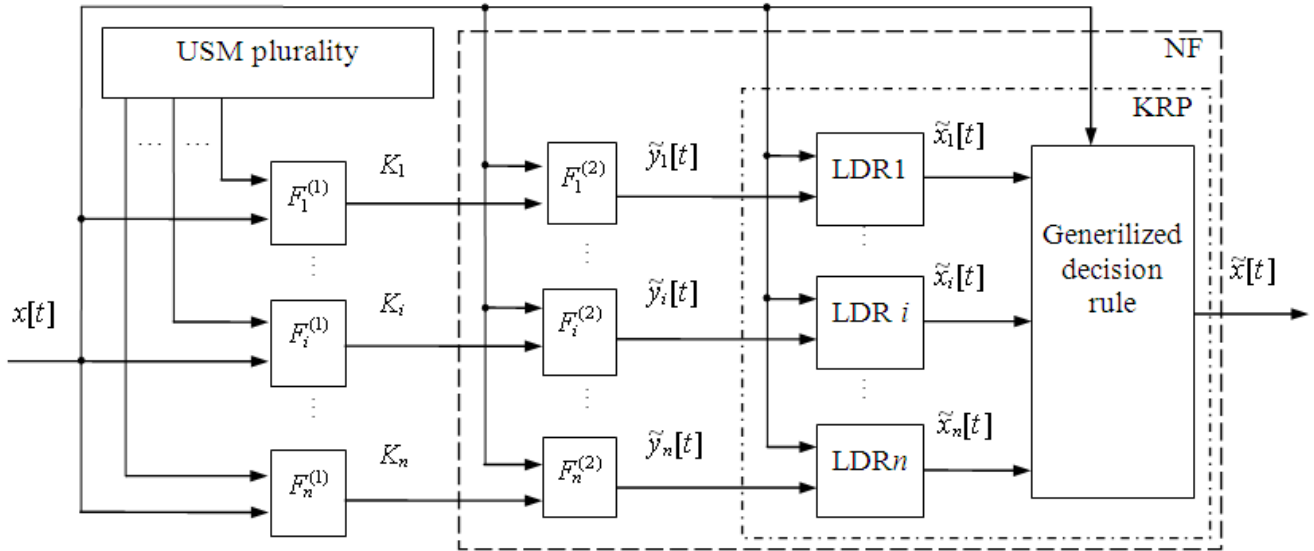 USM plurality
NF
KRP
... ...
K₁
ỹ₁[t]
x̃₁[t]
F₁⁽¹⁾
F₁⁽²⁾
LDR1
Generilized
decision
rule
x[t]
Kᵢ
ỹᵢ[t]
x̃ᵢ[t]
x̃[t]
Fᵢ⁽¹⁾
Fᵢ⁽²⁾
LDR i
Kₙ
ỹₙ[t]
x̃ₙ[t]
Fₙ⁽¹⁾
Fₙ⁽²⁾
LDRn